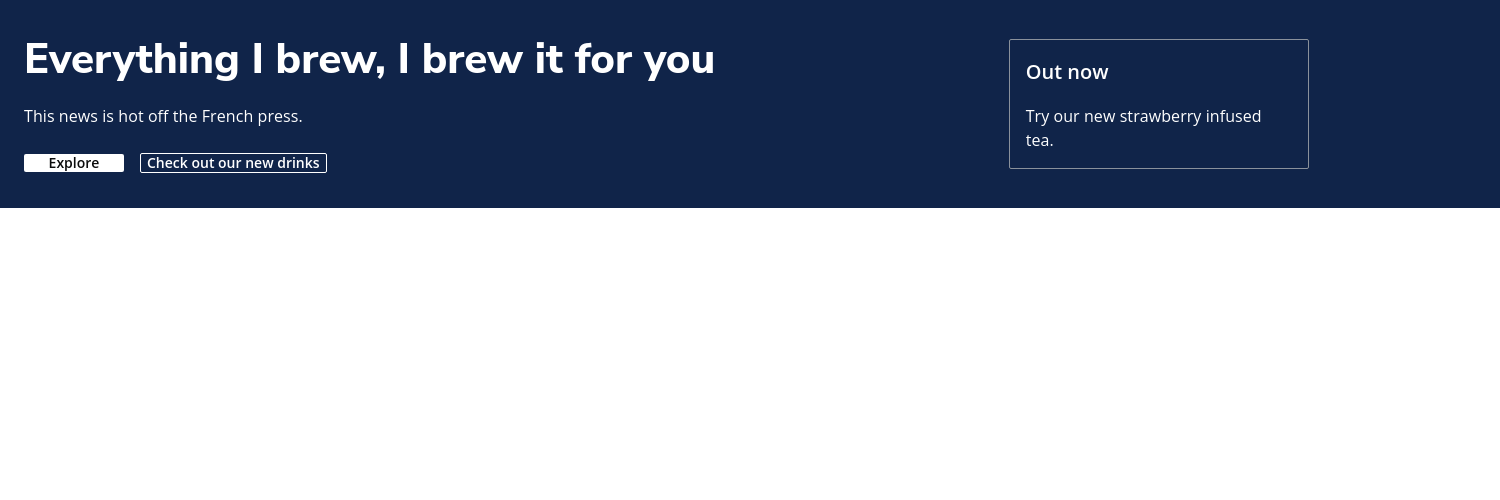 Everything I brew, I brew it for you
This news is hot off the French press.
Explore
Check out our new drinks
Out now
Try our new strawberry infused
tea.